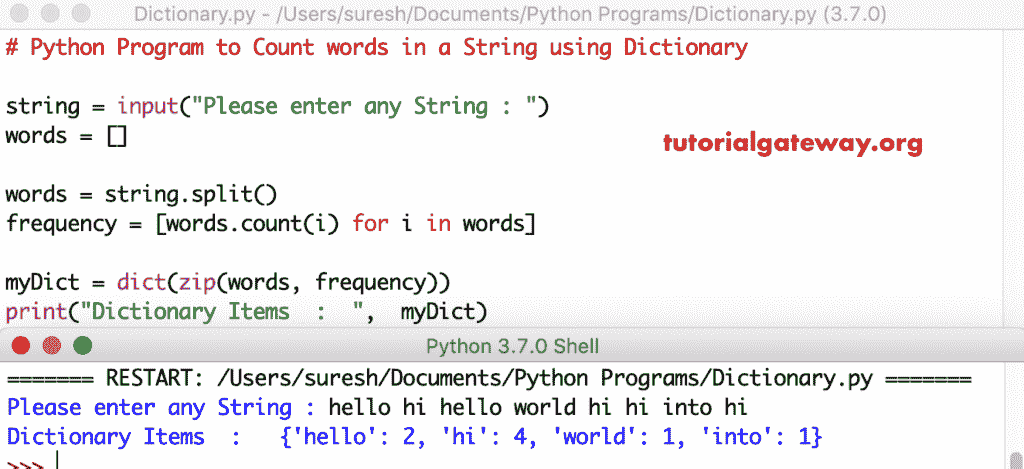 Dictionary.py - /Users/suresh/Documents/Python Programs/Dictionary.py (3.7.0)
# Python Program to Count words in a String using Dictionary
string = input("Please enter any String : ")
words = []
tutorialgateway.org
words = string.split()
frequency = [words.count(i) for i in words]
myDict = dict(zip(words, frequency))
print("Dictionary Items  :  ",  myDict)
Python 3.7.0 Shell
======= RESTART: /Users/suresh/Documents/Python Programs/Dictionary.py =======
Please enter any String : hello hi hello world hi hi into hi
Dictionary Items  :   {'hello': 2, 'hi': 4, 'world': 1, 'into': 1}
>>>